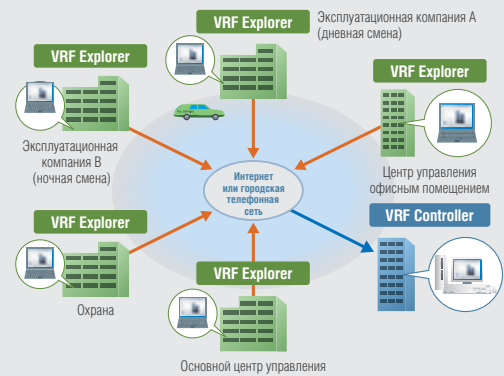 VRF Explorer
Эксплуатационная компания А
(дневная смена)
VRF Explorer
Эксплуатационная
компания В
(ночная смена)
VRF Explorer
Центр управления
офисным помещением
Интернет
или городская
телефонная
сеть
VRF Explorer
Охрана
VRF Controller
VRF Explorer
Основной центр управления